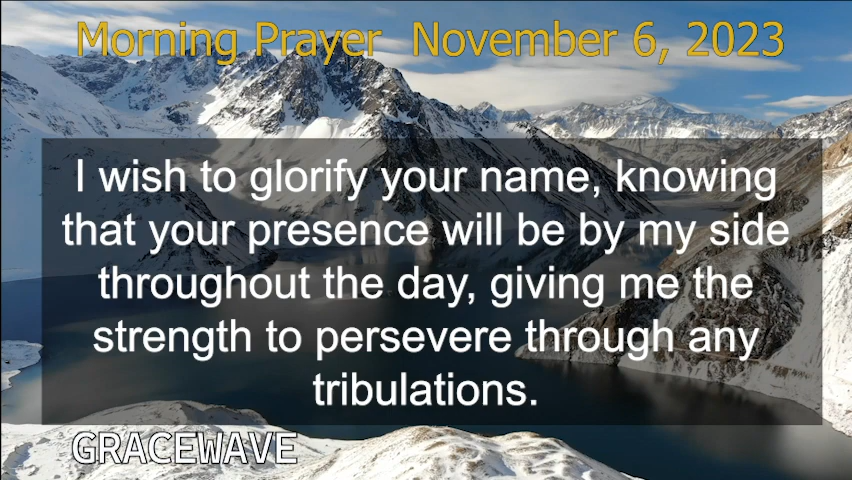 Morning Prayer  November 6, 2023
I wish to glorify your name, knowing
that your presence will be by my side
throughout the day, giving me the
strength to persevere through any
tribulations.
GRACEWAVE